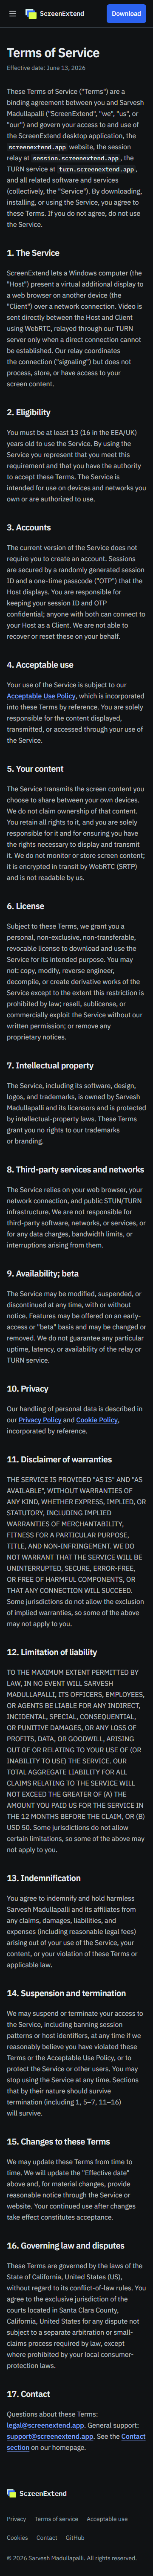 ScreenExtend
Download
Terms of Service
Effective date: June 13, 2026
These Terms of Service ("Terms") are a
binding agreement between you and Sarvesh
Madullapalli ("ScreenExtend", "we", "us", or
"our") and govern your access to and use of
the ScreenExtend desktop application, the
screenextend.app website, the session
relay at session.screenextend.app, the
TURN service at turn.screenextend.app,
and all related software and services
(collectively, the "Service"). By downloading,
installing, or using the Service, you agree to
these Terms. If you do not agree, do not use
the Service.
1. The Service
ScreenExtend lets a Windows computer (the
"Host") present a virtual additional display to
a web browser on another device (the
"Client") over a network connection. Video is
sent directly between the Host and Client
using WebRTC, relayed through our TURN
server only when a direct connection cannot
be established. Our relay coordinates
the connection ("signaling") but does not
process, store, or have access to your
screen content.
2. Eligibility
You must be at least 13 (16 in the EEA/UK)
years old to use the Service. By using the
Service you represent that you meet this
requirement and that you have the authority
to accept these Terms. The Service is
intended for use on devices and networks you
own or are authorized to use.
3. Accounts
The current version of the Service does not
require you to create an account. Sessions
are secured by a randomly generated session
ID and a one-time passcode ("OTP") that the
Host displays. You are responsible for
keeping your session ID and OTP
confidential; anyone with both can connect to
your Host as a Client. We are not able to
recover or reset these on your behalf.
4. Acceptable use
Your use of the Service is subject to our
Acceptable Use Policy, which is incorporated
into these Terms by reference. You are solely
responsible for the content displayed,
transmitted, or accessed through your use of
the Service.
5. Your content
The Service transmits the screen content you
choose to share between your own devices.
We do not claim ownership of that content.
You retain all rights to it, and you are solely
responsible for it and for ensuring you have
the rights necessary to display and transmit
it. We do not monitor or store screen content;
it is encrypted in transit by WebRTC (SRTP)
and is not readable by us.
6. License
Subject to these Terms, we grant you a
personal, non-exclusive, non-transferable,
revocable license to download and use the
Service for its intended purpose. You may
not: copy, modify, reverse engineer,
decompile, or create derivative works of the
Service except to the extent this restriction is
prohibited by law; resell, sublicense, or
commercially exploit the Service without our
written permission; or remove any
proprietary notices.
7. Intellectual property
The Service, including its software, design,
logos, and trademarks, is owned by Sarvesh
Madullapalli and its licensors and is protected
by intellectual-property laws. These Terms
grant you no rights to our trademarks
or branding.
8. Third-party services and networks
The Service relies on your web browser, your
network connection, and public STUN/TURN
infrastructure. We are not responsible for
third-party software, networks, or services, or
for any data charges, bandwidth limits, or
interruptions arising from them.
9. Availability; beta
The Service may be modified, suspended, or
discontinued at any time, with or without
notice. Features may be offered on an early-
access or "beta" basis and may be changed or
removed. We do not guarantee any particular
uptime, latency, or availability of the relay or
TURN service.
10. Privacy
Our handling of personal data is described in
our Privacy Policy and Cookie Policy,
incorporated by reference.
11. Disclaimer of warranties
THE SERVICE IS PROVIDED "AS IS" AND "AS
AVAILABLE", WITHOUT WARRANTIES OF
ANY KIND, WHETHER EXPRESS, IMPLIED, OR
STATUTORY, INCLUDING IMPLIED
WARRANTIES OF MERCHANTABILITY,
FITNESS FOR A PARTICULAR PURPOSE,
TITLE, AND NON-INFRINGEMENT. WE DO
NOT WARRANT THAT THE SERVICE WILL BE
UNINTERRUPTED, SECURE, ERROR-FREE,
OR FREE OF HARMFUL COMPONENTS, OR
THAT ANY CONNECTION WILL SUCCEED.
Some jurisdictions do not allow the exclusion
of implied warranties, so some of the above
may not apply to you.
12. Limitation of liability
TO THE MAXIMUM EXTENT PERMITTED BY
LAW, IN NO EVENT WILL SARVESH
MADULLAPALLI, ITS OFFICERS, EMPLOYEES,
OR AGENTS BE LIABLE FOR ANY INDIRECT,
INCIDENTAL, SPECIAL, CONSEQUENTIAL,
OR PUNITIVE DAMAGES, OR ANY LOSS OF
PROFITS, DATA, OR GOODWILL, ARISING
OUT OF OR RELATING TO YOUR USE OF (OR
INABILITY TO USE) THE SERVICE. OUR
TOTAL AGGREGATE LIABILITY FOR ALL
CLAIMS RELATING TO THE SERVICE WILL
NOT EXCEED THE GREATER OF (A) THE
AMOUNT YOU PAID US FOR THE SERVICE IN
THE 12 MONTHS BEFORE THE CLAIM, OR (B)
USD 50. Some jurisdictions do not allow
certain limitations, so some of the above may
not apply to you.
13. Indemnification
You agree to indemnify and hold harmless
Sarvesh Madullapalli and its affiliates from
any claims, damages, liabilities, and
expenses (including reasonable legal fees)
arising out of your use of the Service, your
content, or your violation of these Terms or
applicable law.
14. Suspension and termination
We may suspend or terminate your access to
the Service, including banning session
patterns or host identifiers, at any time if we
reasonably believe you have violated these
Terms or the Acceptable Use Policy, or to
protect the Service or other users. You may
stop using the Service at any time. Sections
that by their nature should survive
termination (including 1, 5–7, 11–16)
will survive.
15. Changes to these Terms
We may update these Terms from time to
time. We will update the "Effective date"
above and, for material changes, provide
reasonable notice through the Service or
website. Your continued use after changes
take effect constitutes acceptance.
16. Governing law and disputes
These Terms are governed by the laws of the
State of California, United States (US),
without regard to its conflict-of-law rules. You
agree to the exclusive jurisdiction of the
courts located in Santa Clara County,
California, United States for any dispute not
subject to a separate arbitration or small-
claims process required by law, except
where prohibited by your local consumer-
protection laws.
17. Contact
Questions about these Terms:
legal@screenextend.app. General support:
support@screenextend.app. See the Contact
section on our homepage.
ScreenExtend
Privacy Terms of service Acceptable use
Cookies Contact GitHub
© 2026 Sarvesh Madullapalli. All rights reserved.